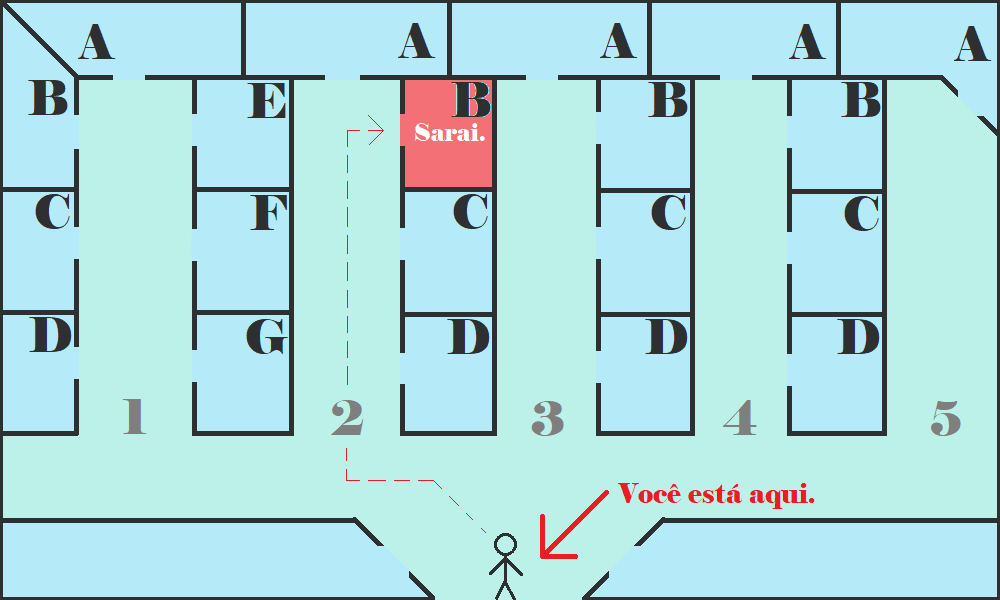 A A A A A
B E B B B
Sarai.
C F C C C
D G D D D
1 2 3 4 5
Você está aqui.